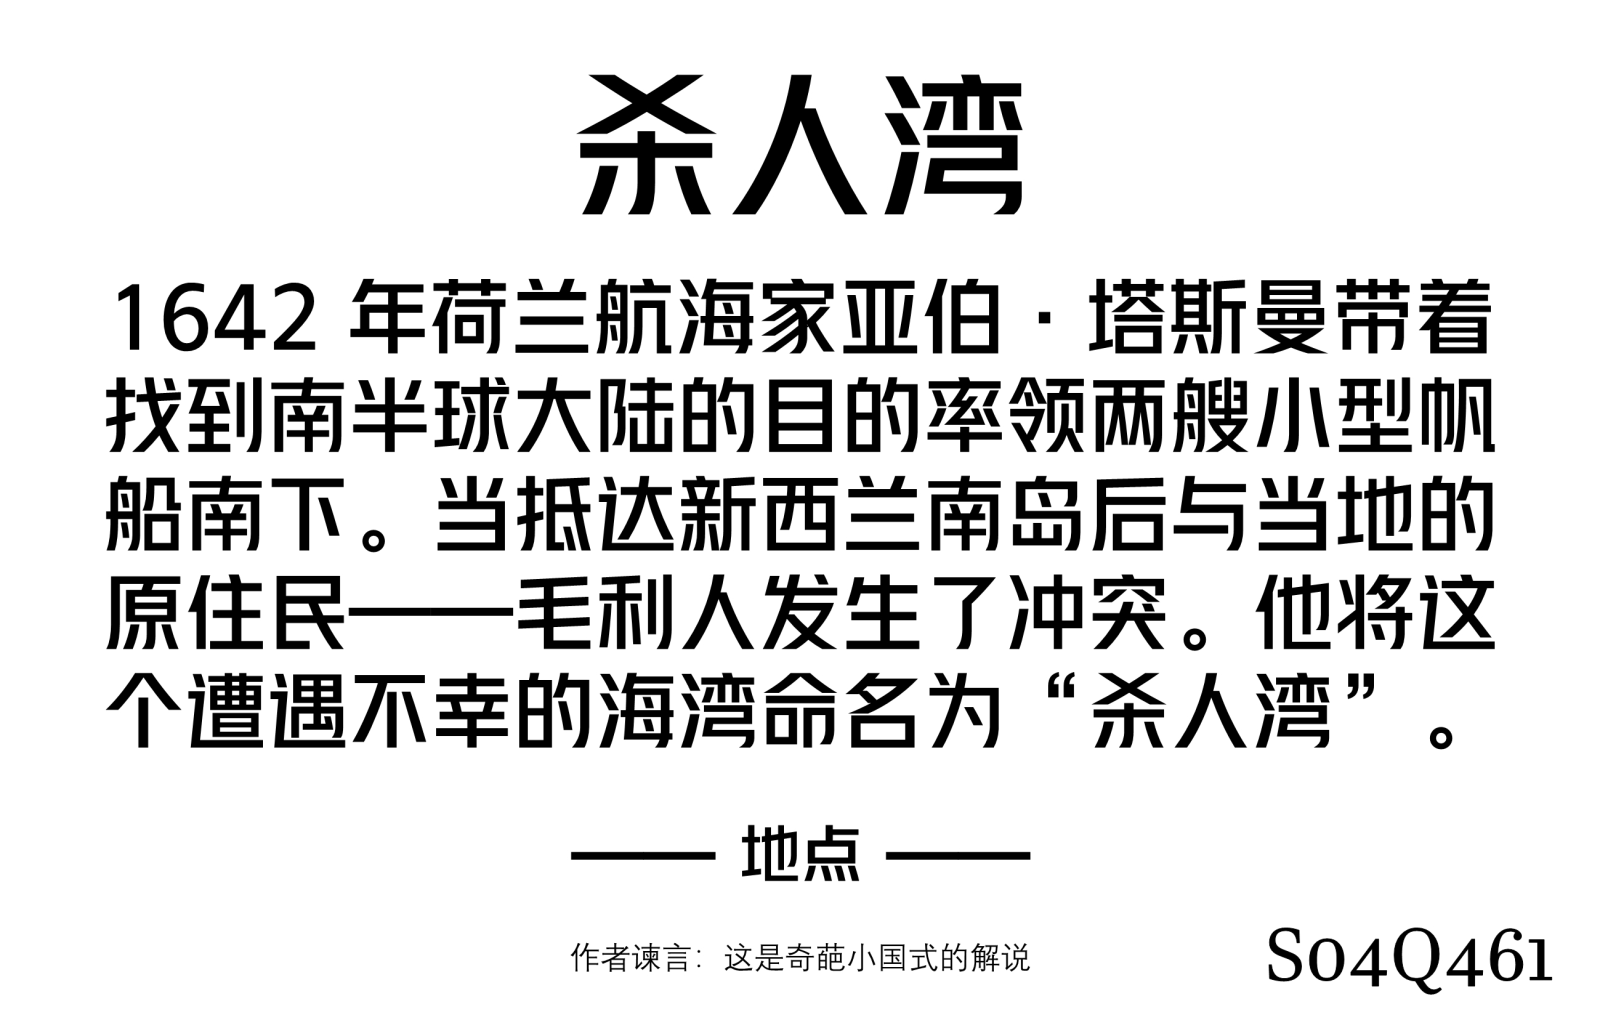 杀人湾
1642 年荷兰航海家亚伯·塔斯曼带着
找到南半球大陆的目的率领两艘小型帆
船南下。当抵达新西兰南岛后与当地的
原住民——毛利人发生了冲突。他将这
个遭遇不幸的海湾命名为“杀人湾”。
—— 地点 ——
作者谏言：这是奇葩小国式的解说
S04Q461